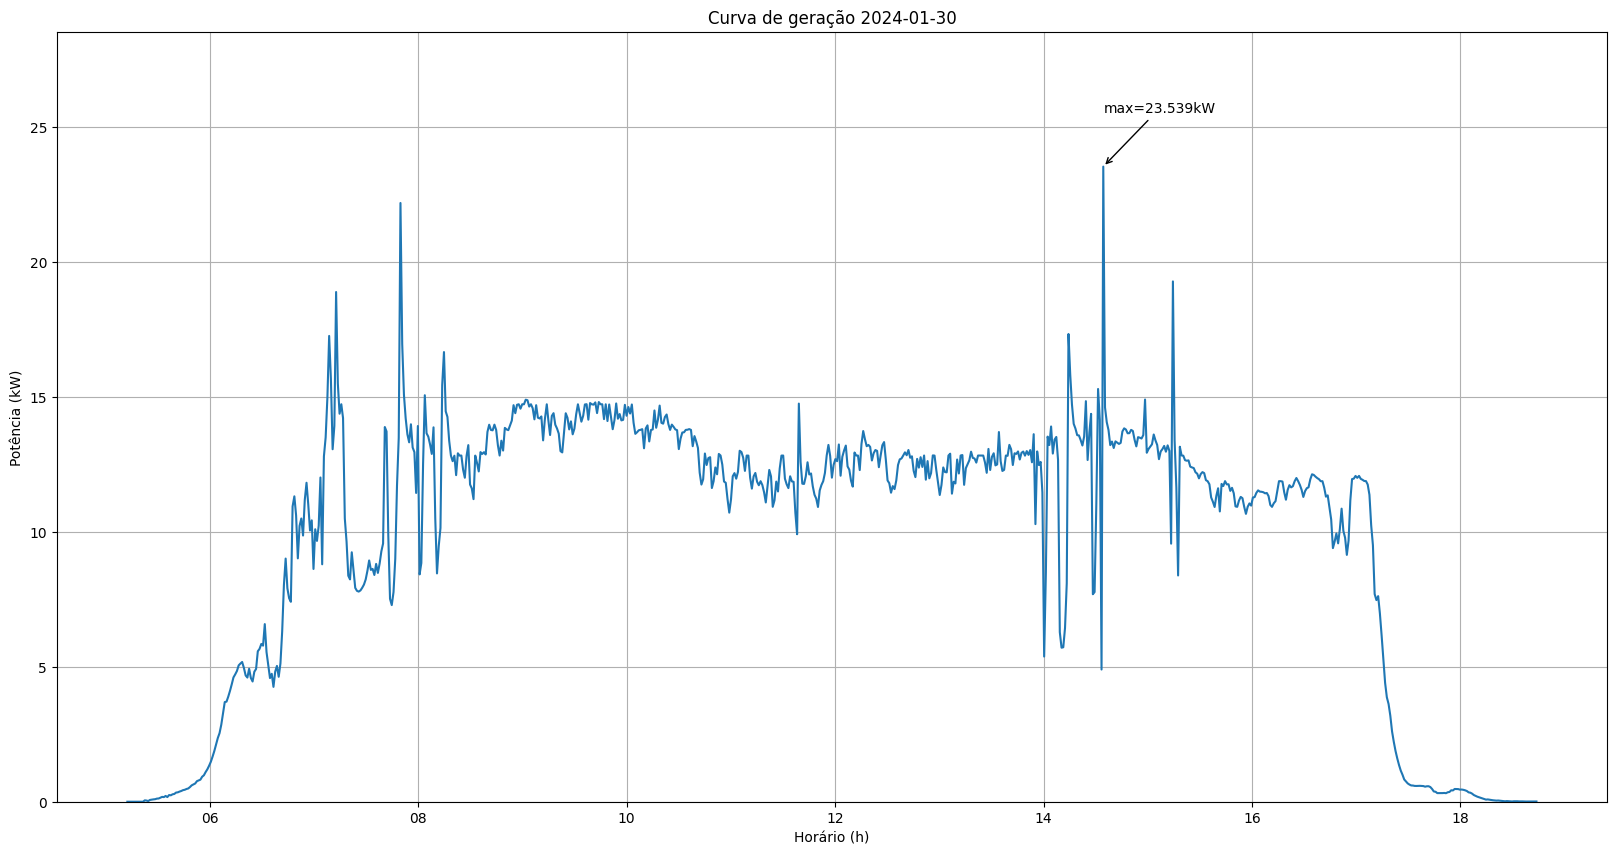 Curva de geração 2024-01-30
max=23.539kW
Potência (kW)
25
20
15
10
5
0
06 08 10 12 14 16 18
Horário (h)